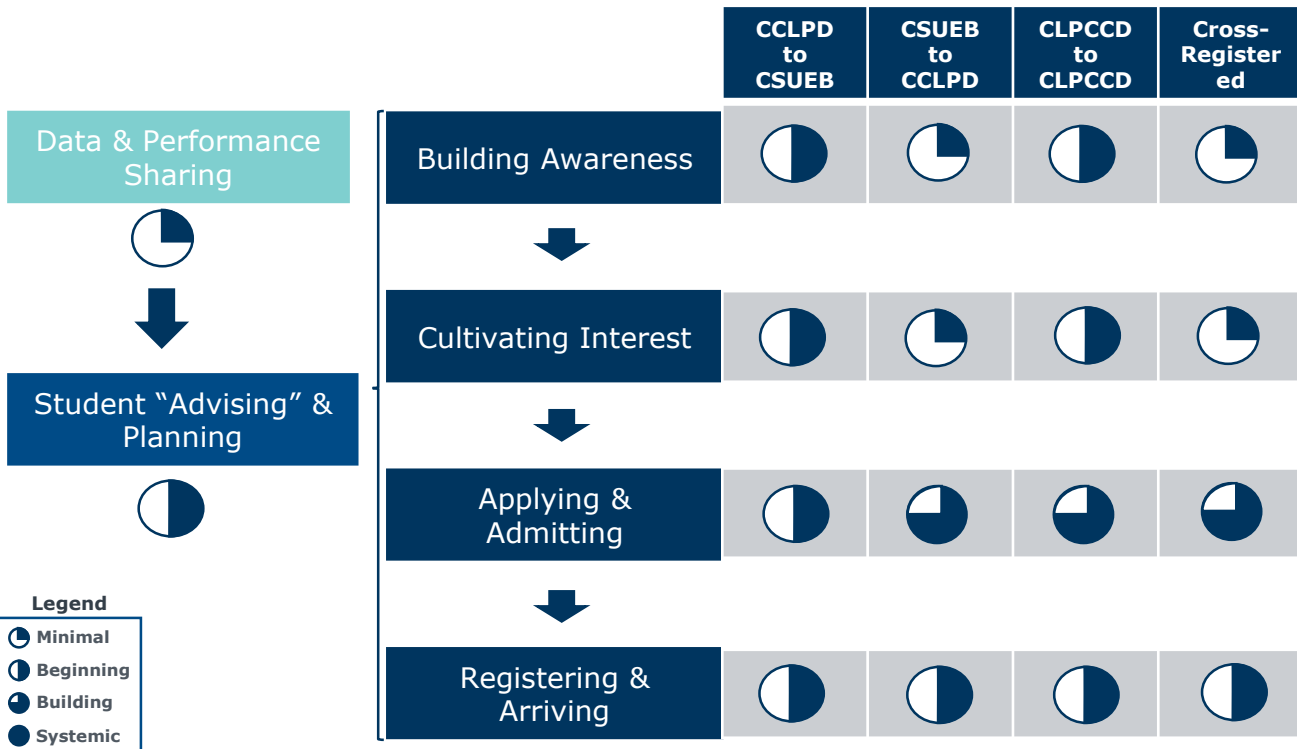 CCLPD
to
CSUEB
CSUEB
to
CCLPD
CLPCCD
to
CLPCCD
Cross-
Register
ed
Data & Performance
Sharing
Building Awareness
Cultivating Interest
Student “Advising” &
Planning
Applying &
Admitting
Registering &
Arriving
Legend
Minimal
Beginning
Building
Systemic